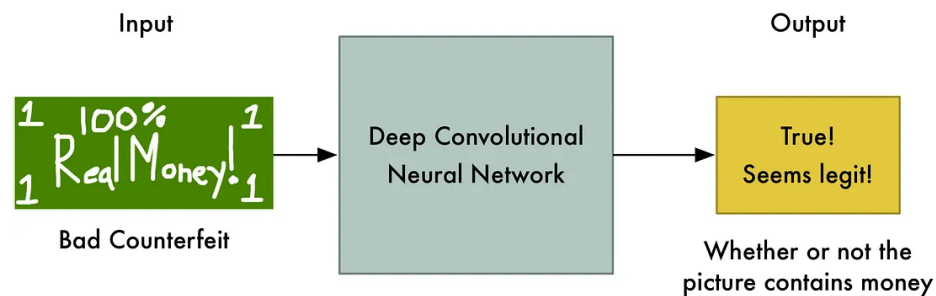 Input
Output
1 100% 1
Real Money!
1 1
Bad Counterfeit
Deep Convolutional
Neural Network
True!
Seems legit!
Whether or not the
picture contains money